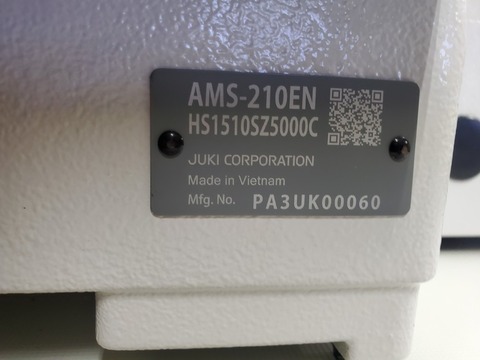 AMS-210EN
HS1510SZ5000C
JUKI CORPORATION
Made in Vietnam
Mfg. No. PA3UK00060